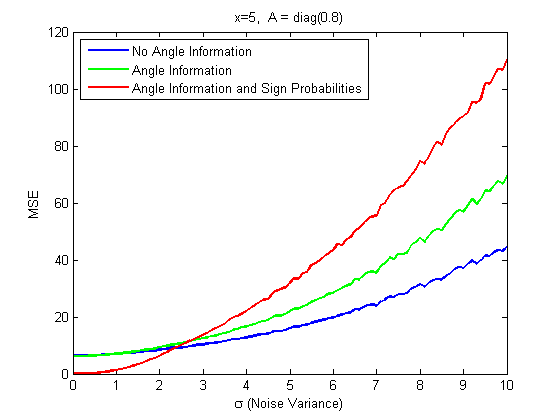 x=5, A = diag(0.8)
No Angle Information
Angle Information
Angle Information and Sign Probabilities
MSE
120
100
80
60
40
20
0
0 1 2 3 4 5 6 7 8 9 10
σ (Noise Variance)